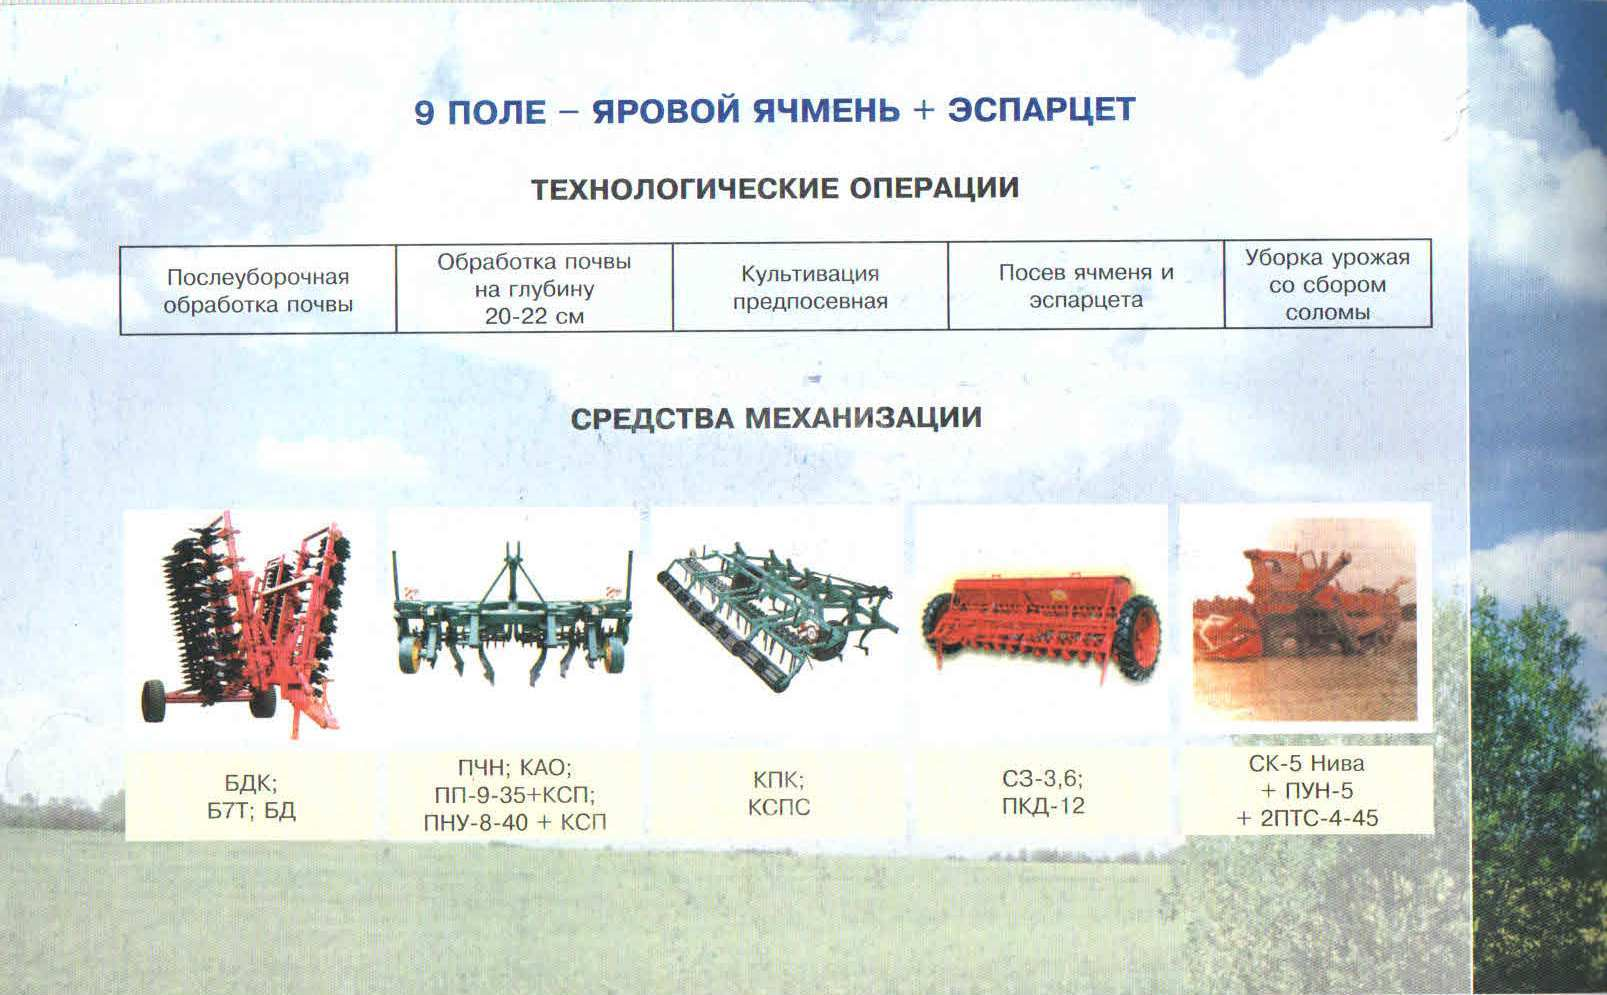 9 ПОЛЕ – ЯРОВОЙ ЯЧМЕНЬ + ЭСПАРЦЕТ
ТЕХНОЛОГИЧЕСКИЕ ОПЕРАЦИИ
Послеуборочная
обработка почвы
Обработка почвы
на глубину
20-22 см
Культивация
предпосевная
Посев ячменя и
эспарцета
Уборка урожая
со сбором
соломы
СРЕДСТВА МЕХАНИЗАЦИИ
БДК;
Б7Т; БД
ПЧН; КАО;
ПП-9-35+КСП;
ПНУ-8-40 + КСП
КПК;
КСПС
СЗ-3,6;
ПКД-12
СК-5 Нива
+ ПУН-5
+ 2ПТС-4-45